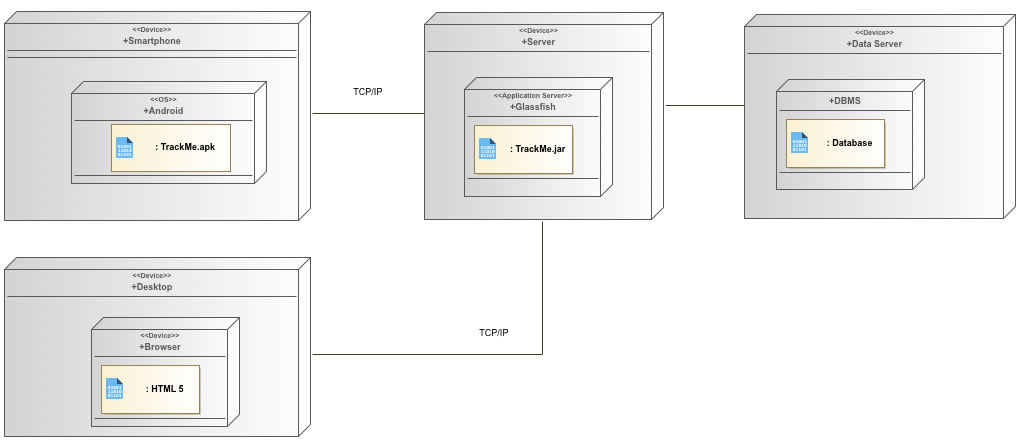 <<Device>>
+Smartphone
<<OS>>
+Android
: TrackMe.apk
TCP/IP
<<Device>>
+Server
<<Application Server>>
+Glassfish
: TrackMe.jar
<<Device>>
+Data Server
+DBMS
: Database
<<Device>>
+Desktop
<<Device>>
+Browser
: HTML 5
TCP/IP